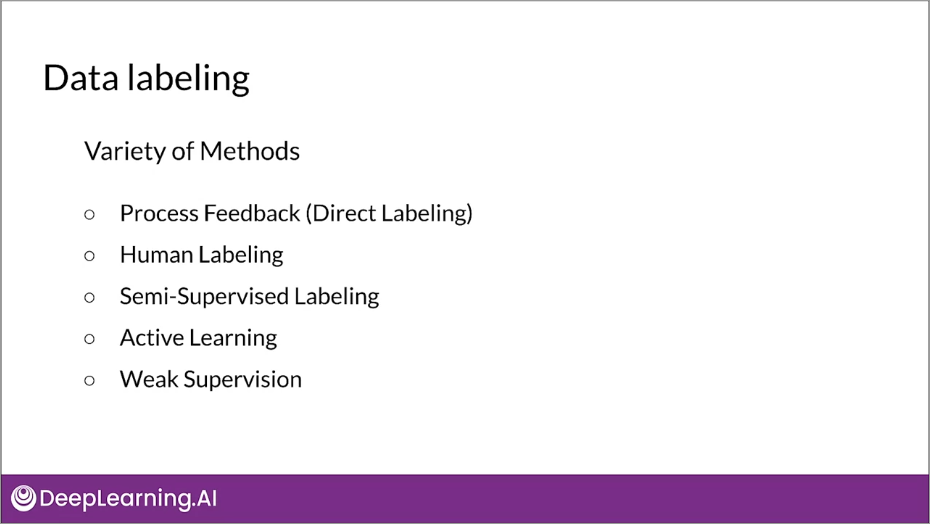 Data labeling
Variety of Methods
○ Process Feedback (Direct Labeling)
○ Human Labeling
○ Semi-Supervised Labeling
○ Active Learning
○ Weak Supervision
DeepLearning.AI